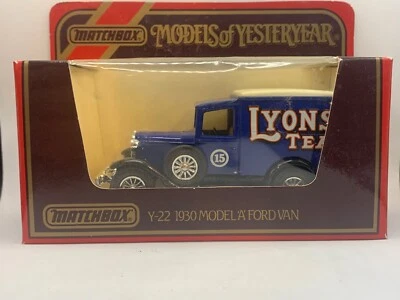 MATCHBOX
MODELS of YESTERYEAR
LYONS
TEA
15
MATCHBOX
Y-22 1930 MODEL 'A' FORD VAN